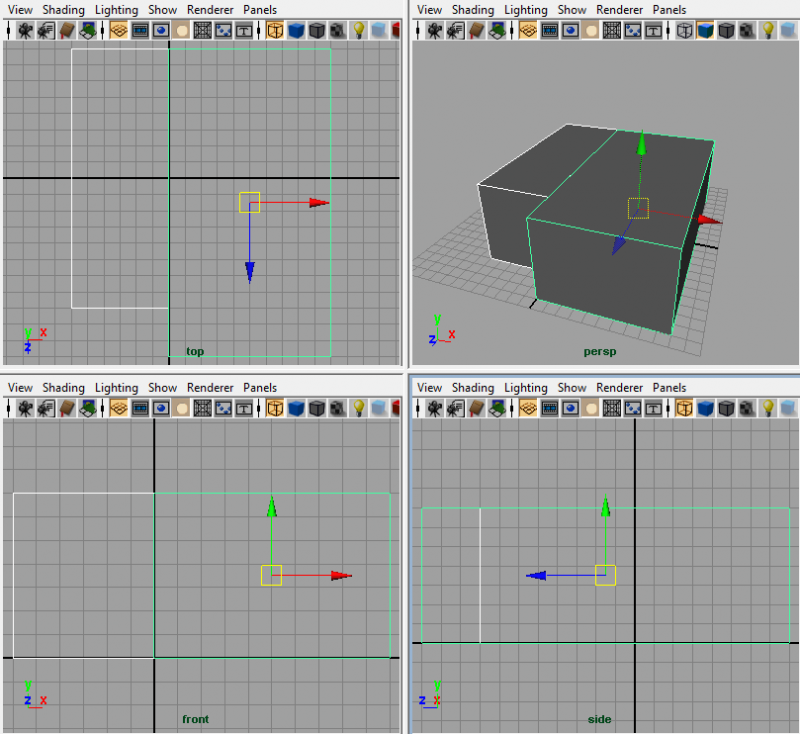 View Shading Lighting Show Renderer Panels
View Shading Lighting Show Renderer Panels
T
T
y x
z
top
y
z x
persp
View Shading Lighting Show Renderer Panels
View Shading Lighting Show Renderer Panels
T
T
y
z x
front
y
z x
side